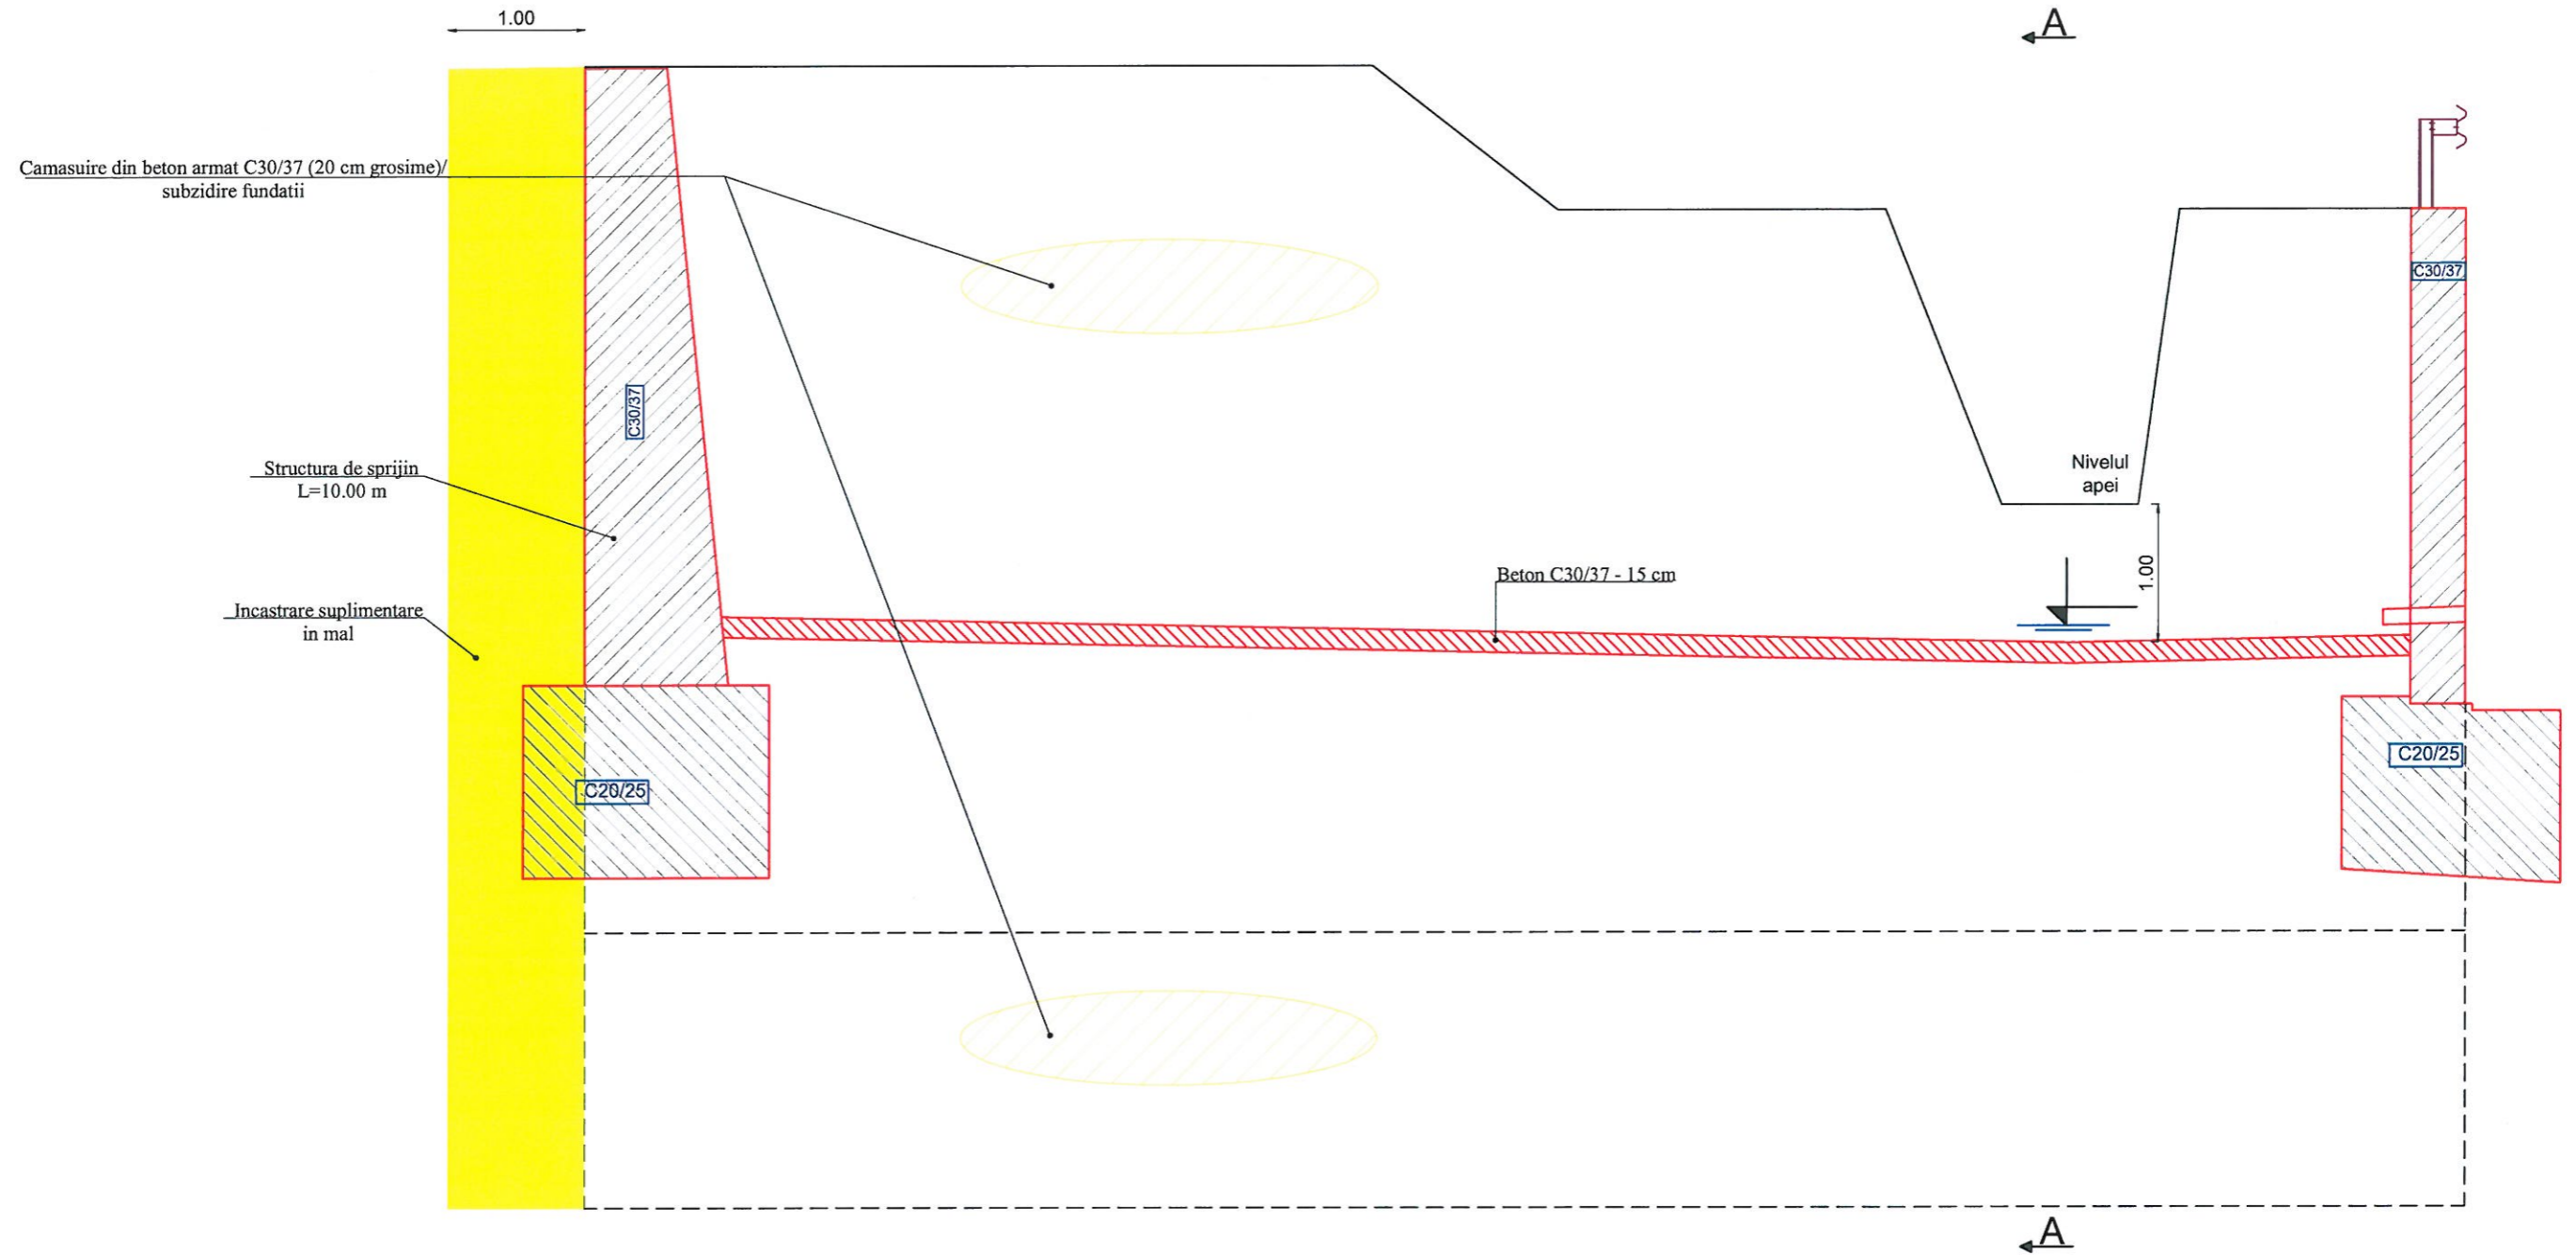 1.00
A
Camasuire din beton armat C30/37 (20 cm grosime)/
subzidire fundatii
C30/37
C30/37
Structura de sprijin
L=10.00 m
Nivelul
apei
1.00
Beton C30/37 - 15 cm
Incastrare suplimentare
in mal
C20/25
C20/25
A